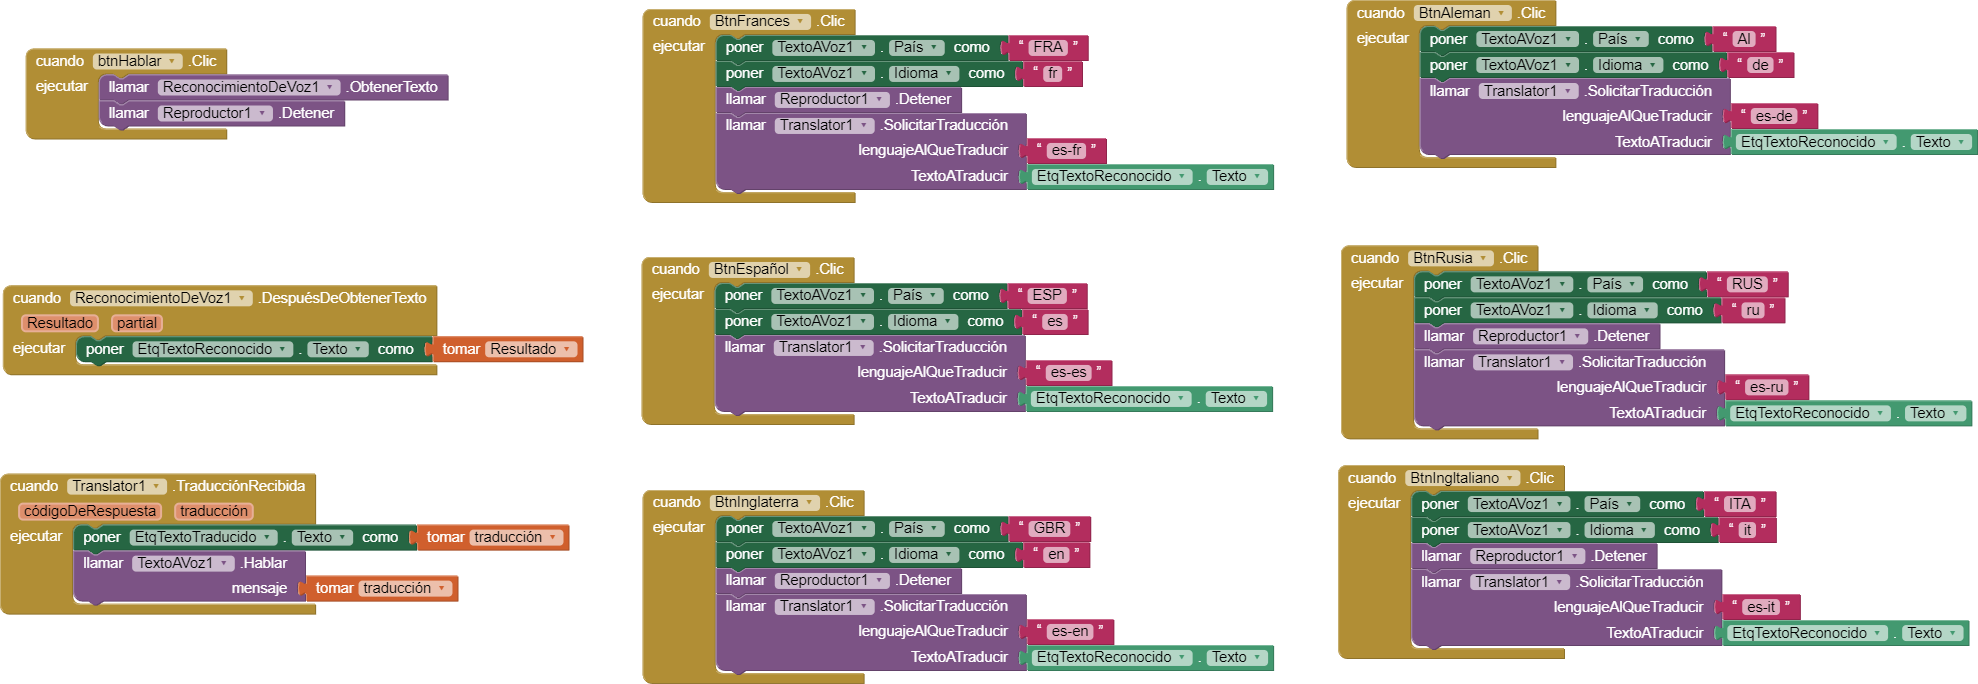 cuando btnHablar .Clic
ejecutar llamar ReconocimientoDeVoz1 .ObtenerTexto
llamar Reproductor1 .Detener
cuando ReconocimientoDeVoz1 .DespuésDeObtenerTexto
Resultado partial
ejecutar poner EtqTextoReconocido . Texto como tomar Resultado
cuando Translator1 .TraducciónRecibida
códigoDeRespuesta traducción
ejecutar poner EtqTextoTraducido . Texto como tomar traducción
llamar TextoAVoz1 .Hablar
mensaje tomar traducción
cuando BtnFrances .Clic
ejecutar poner TextoAVoz1 . País como “ FRA ”
poner TextoAVoz1 . Idioma como “ fr ”
llamar Reproductor1 .Detener
llamar Translator1 .SolicitarTraducción
lenguajeAlQueTraducir “ es-fr ”
TextoATraducir EtqTextoReconocido . Texto
cuando BtnEspañol .Clic
ejecutar poner TextoAVoz1 . País como “ ESP ”
poner TextoAVoz1 . Idioma como “ es ”
llamar Translator1 .SolicitarTraducción
lenguajeAlQueTraducir “ es-es ”
TextoATraducir EtqTextoReconocido . Texto
cuando BtnInglaterra .Clic
ejecutar poner TextoAVoz1 . País como “ GBR ”
poner TextoAVoz1 . Idioma como “ en ”
llamar Reproductor1 .Detener
llamar Translator1 .SolicitarTraducción
lenguajeAlQueTraducir “ es-en ”
TextoATraducir EtqTextoReconocido . Texto
cuando BtnAleman .Clic
ejecutar poner TextoAVoz1 . País como “ Al ”
poner TextoAVoz1 . Idioma como “ de ”
llamar Translator1 .SolicitarTraducción
lenguajeAlQueTraducir “ es-de ”
TextoATraducir EtqTextoReconocido . Texto
cuando BtnRusia .Clic
ejecutar poner TextoAVoz1 . País como “ RUS ”
poner TextoAVoz1 . Idioma como “ ru ”
llamar Reproductor1 .Detener
llamar Translator1 .SolicitarTraducción
lenguajeAlQueTraducir “ es-ru ”
TextoATraducir EtqTextoReconocido . Texto
cuando BtnIngItaliano .Clic
ejecutar poner TextoAVoz1 . País como “ ITA ”
poner TextoAVoz1 . Idioma como “ it ”
llamar Reproductor1 .Detener
llamar Translator1 .SolicitarTraducción
lenguajeAlQueTraducir “ es-it ”
TextoATraducir EtqTextoReconocido . Texto